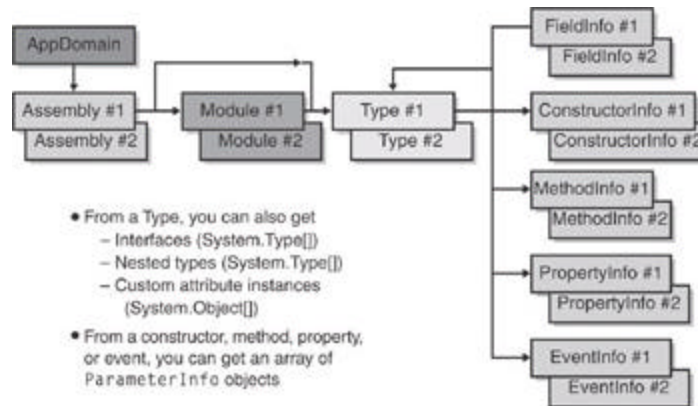 AppDomain
Assembly #1
Assembly #2
Module #1
Module #2
Type #1
Type #2
FieldInfo #1
FieldInfo #2
ConstructorInfo #1
ConstructorInfo #2
MethodInfo #1
MethodInfo #2
PropertyInfo #1
PropertyInfo #2
EventInfo #1
EventInfo #2
• From a Type, you can also get
– Interfaces (System.Type[])
– Nested types (System.Type[])
– Custom attribute instances
(System.Object[])
• From a constructor, method, property,
or event, you can get an array of
ParameterInfo objects